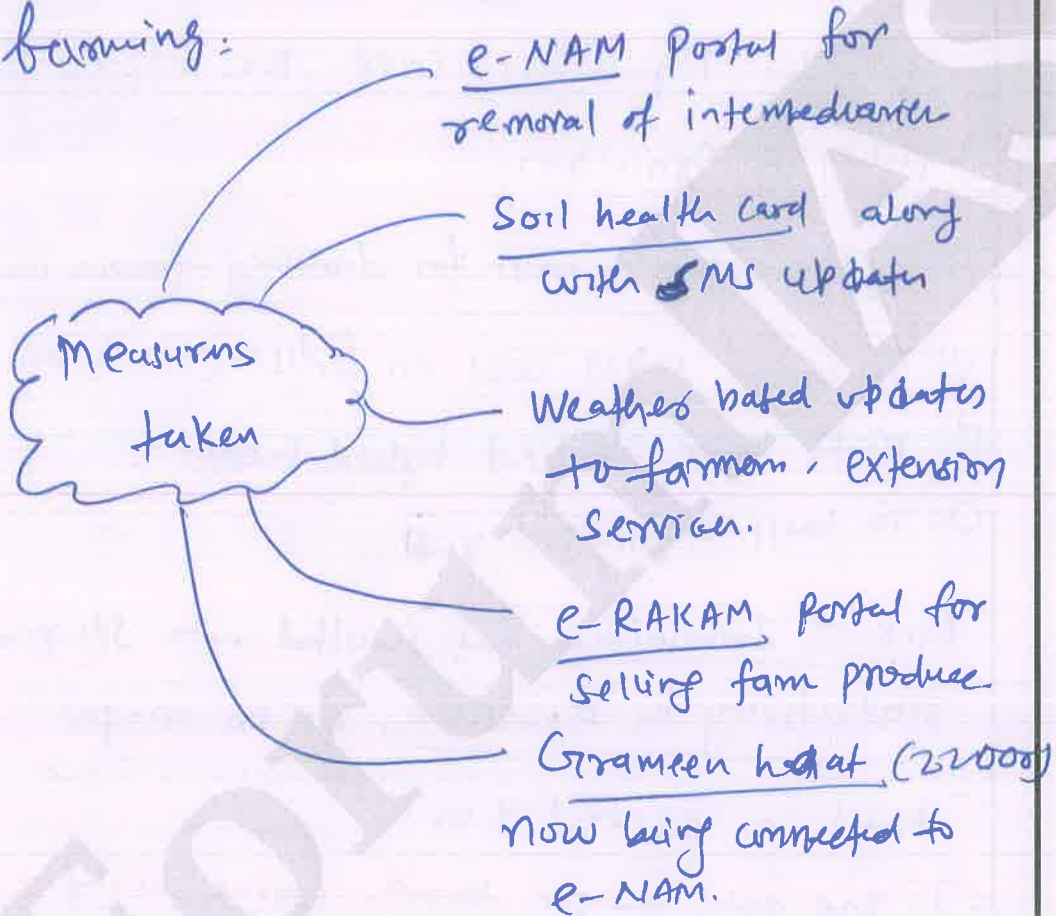 farming:
e-NAM Portal for
removal of intermediaries
Soil health card along
with SMS updates
Measures
taken
Weather based updates
to farmers, extension
services.
e-RAKAM portal for
selling farm produce
Grameen haat (22000)
now being connected to
e-NAM.
ForumIAS